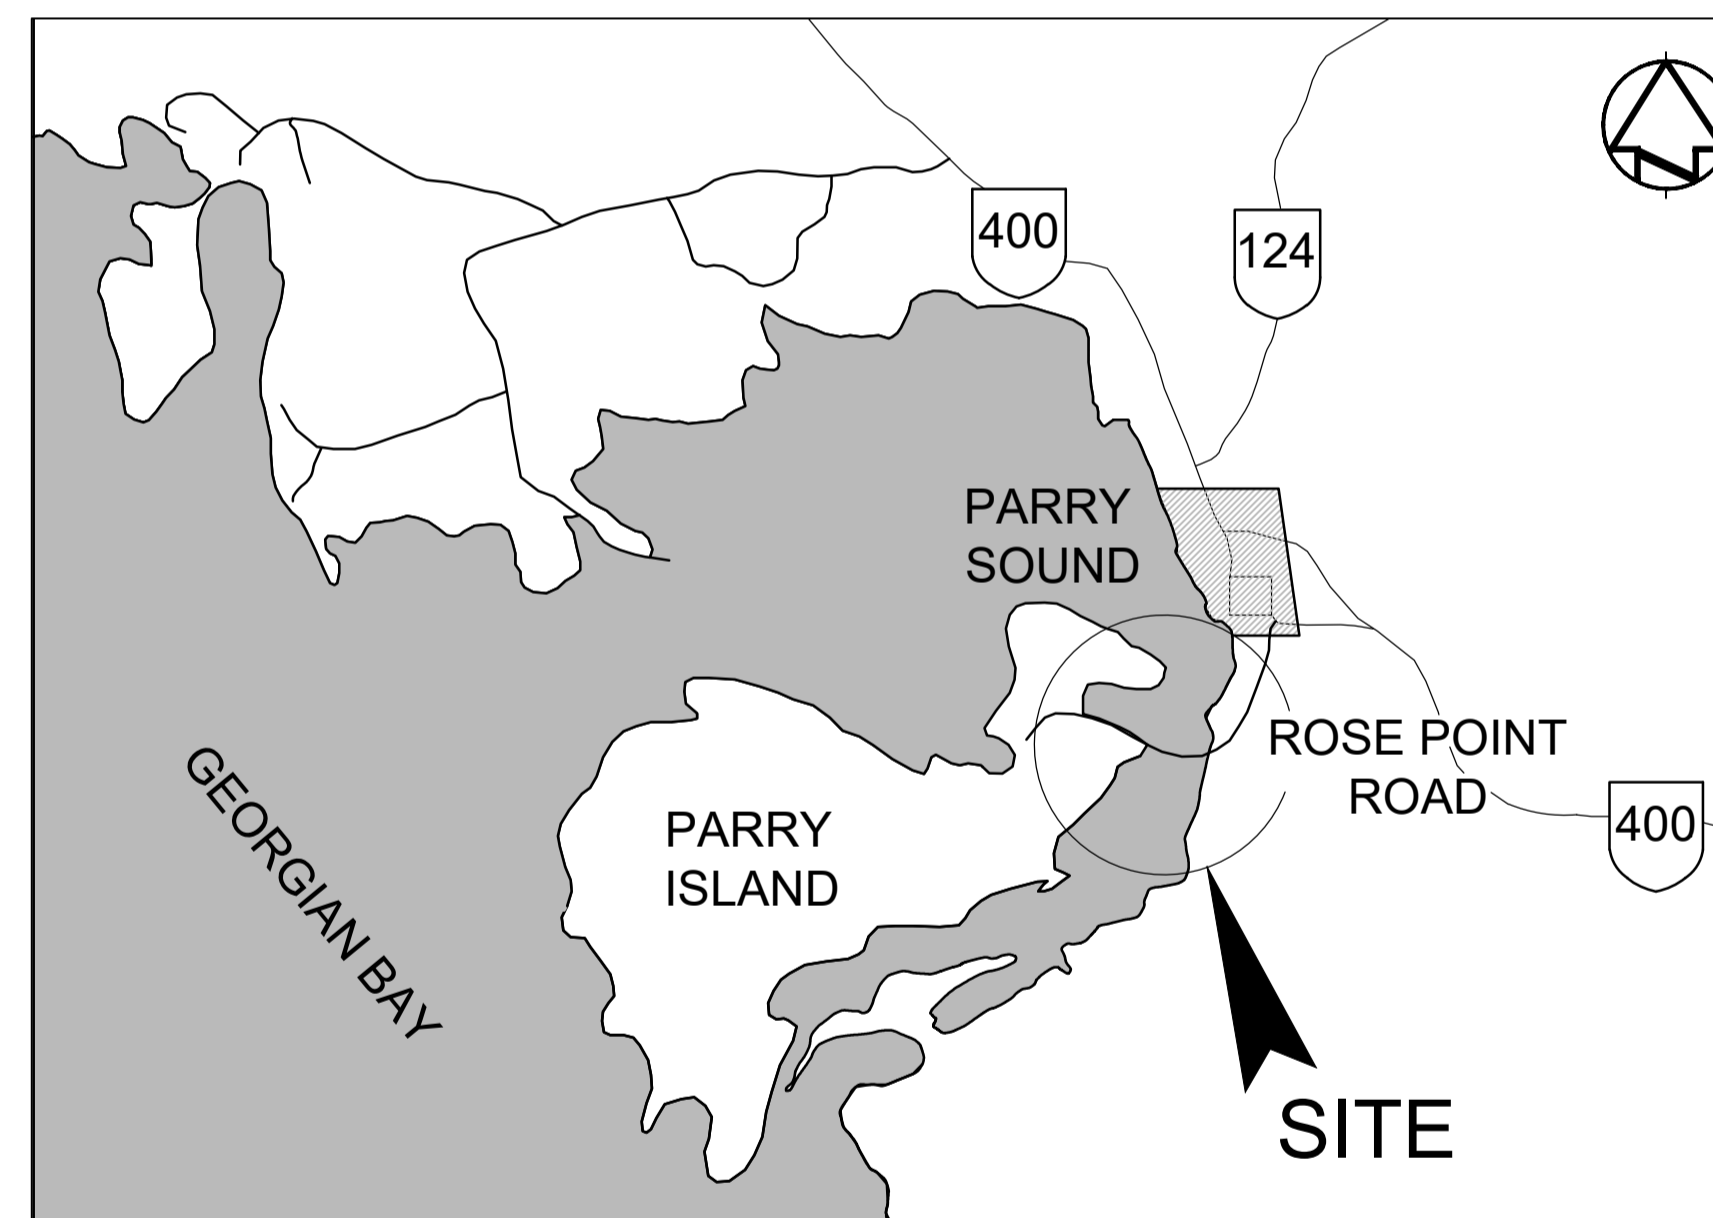 400
124
PARRY
SOUND
ROSE POINT
ROAD
400
PARRY
ISLAND
GEORGIAN BAY
SITE
N